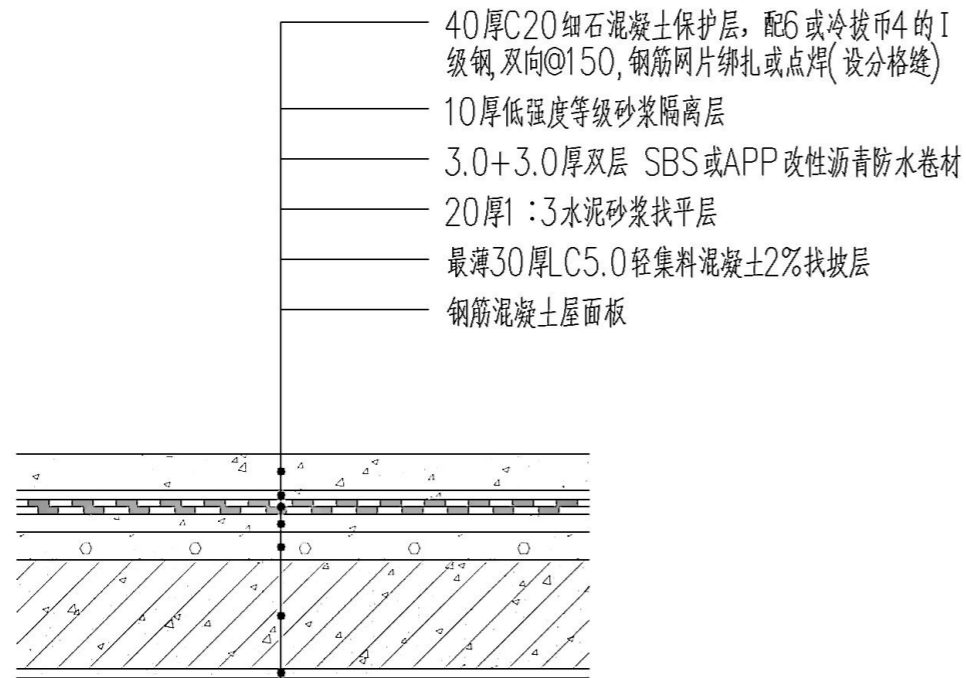 40厚C20细石混凝土保护层，配6或冷拔币4的I
级钢,双向@150,钢筋网片绑扎或点焊(设分格缝)
10厚低强度等级砂浆隔离层
3.0+3.0厚双层 SBS或APP改性沥青防水卷材
20厚1:3水泥砂浆找平层
最薄30厚LC5.0轻集料混凝土2%找坡层
钢筋混凝土屋面板